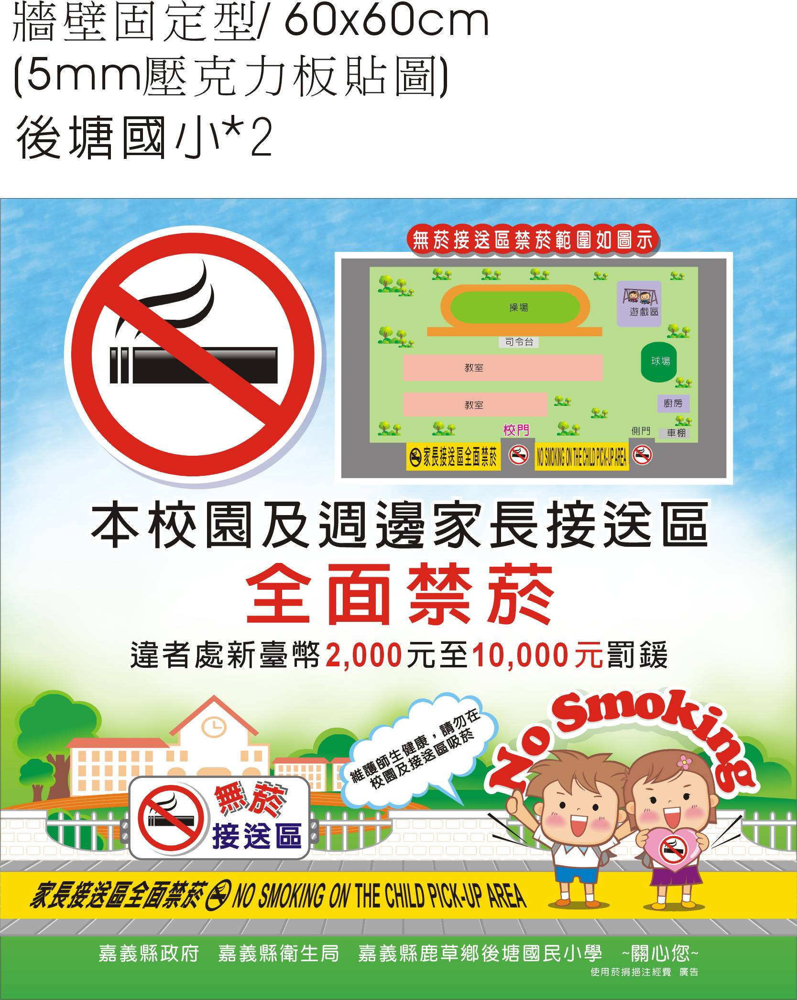 牆壁固定型/ 60x60cm
(5mm壓克力板貼圖)
後塘國小*2
無菸接送區禁菸範圍如圖示
操場
遊戲區
司令台
球場
教室
教室
廚房
校門
側門
車棚
家長接送區全面禁菸
NO SMOKING ON THE CHILD PICK-UP AREA
本校園及週邊家長接送區
全面禁菸
違者處新臺幣2,000元至10,000元罰鍰
No Smoking
維護師生健康，請勿在
校園及接送區吸菸
無菸
接送區
家長接送區全面禁菸 NO SMOKING ON THE CHILD PICK-UP AREA
嘉義縣政府 嘉義縣衛生局 嘉義縣鹿草鄉後塘國民小學 ~關心您~
使用菸捐挹注經費 廣告